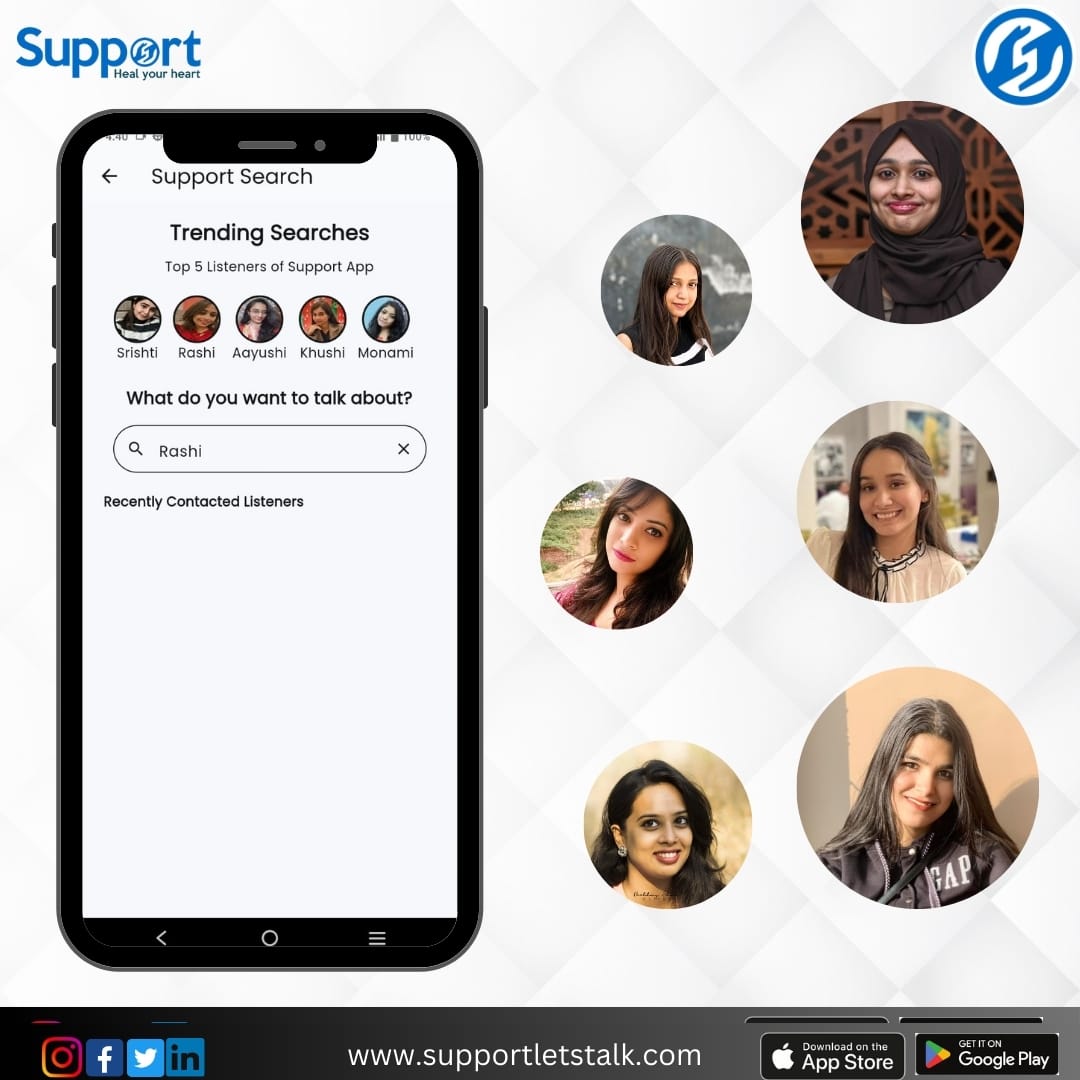 Support
Heal your heart
4:40
100%
Support Search
Trending Searches
Top 5 Listeners of Support App
Srishti Rashi Aayushi Khushi Monami
What do you want to talk about?
Rashi
Recently Contacted Listeners
GAP
www.supportletstalk.com
Download on the
App Store
GET IT ON
Google Play